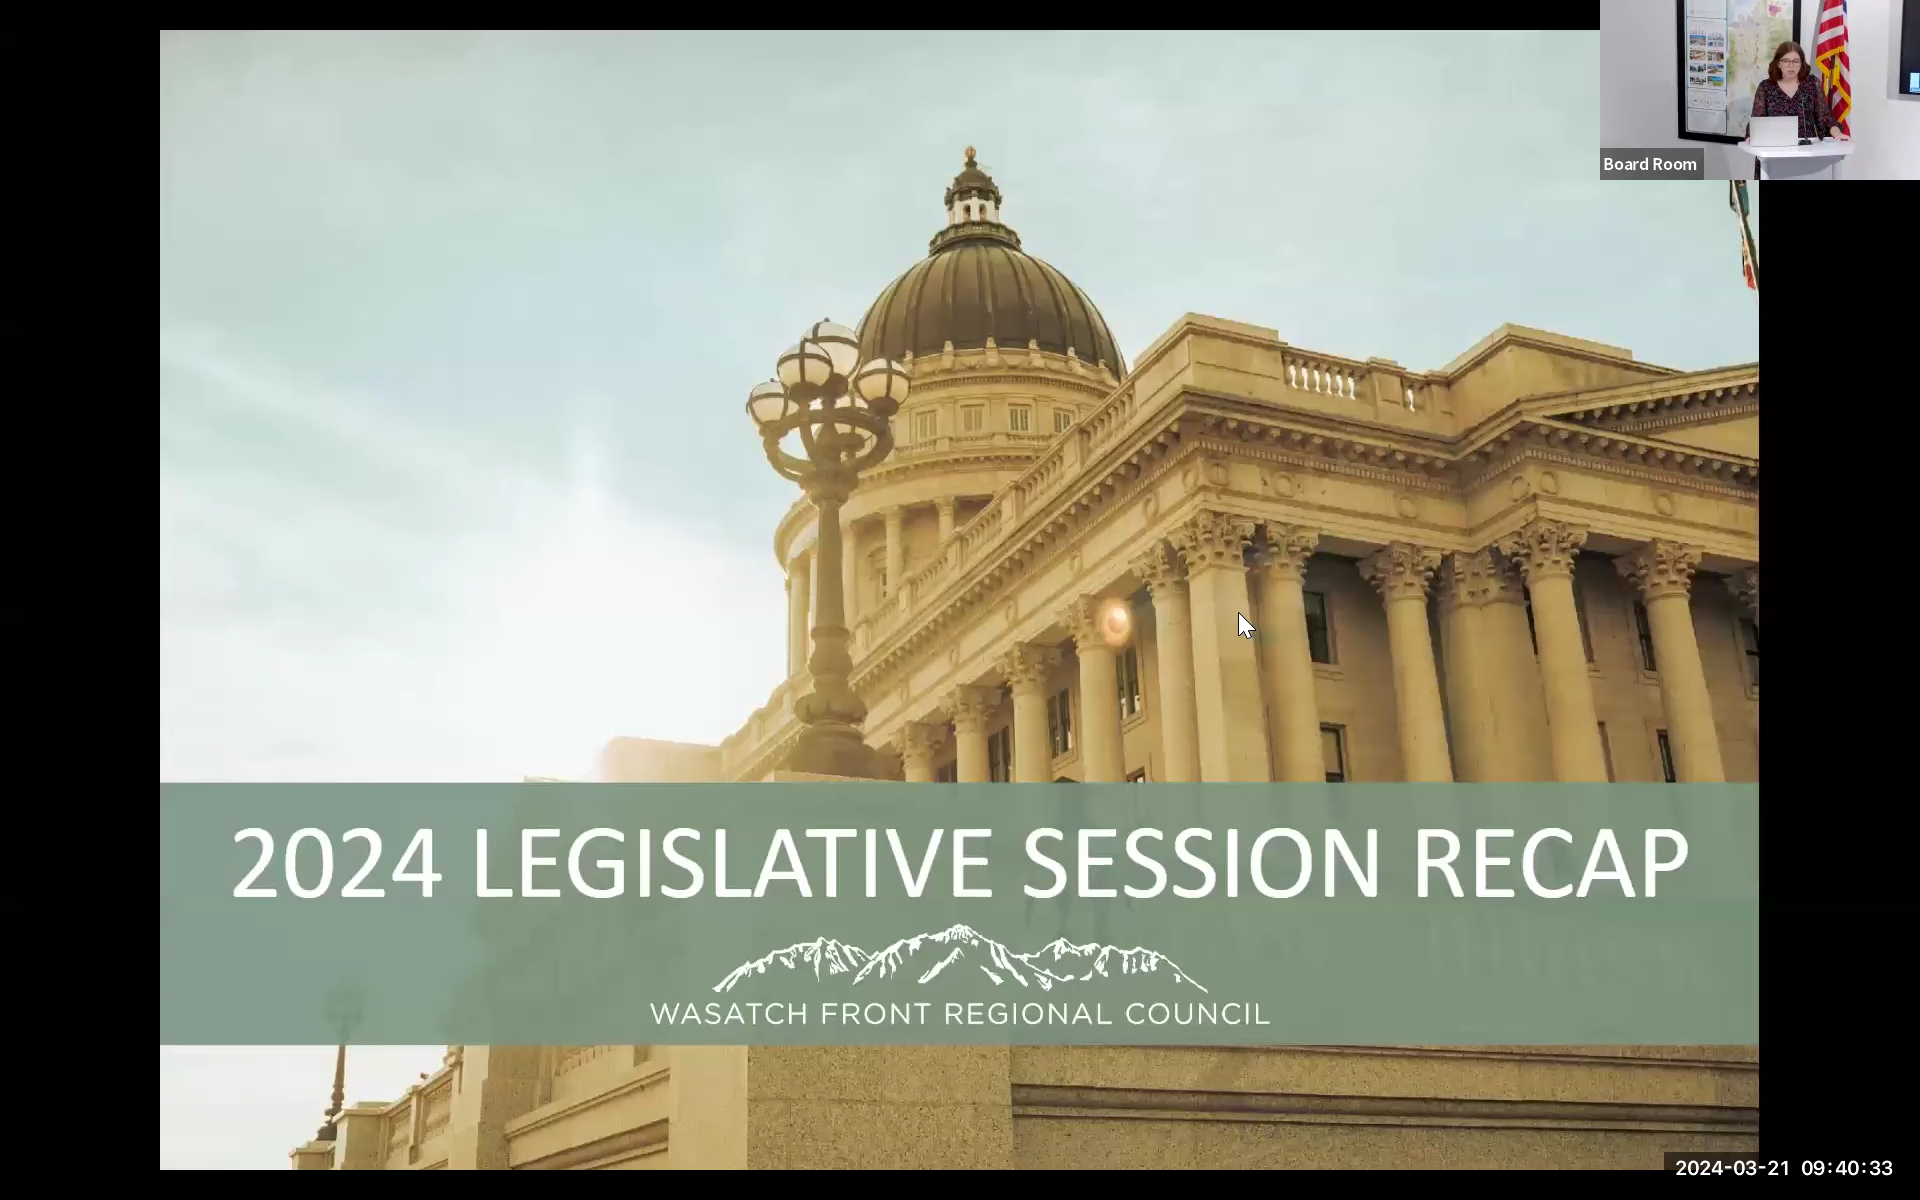 Board Room
2024 LEGISLATIVE SESSION RECAP
WASATCH FRONT REGIONAL COUNCIL
2024-03-21 09:40:33